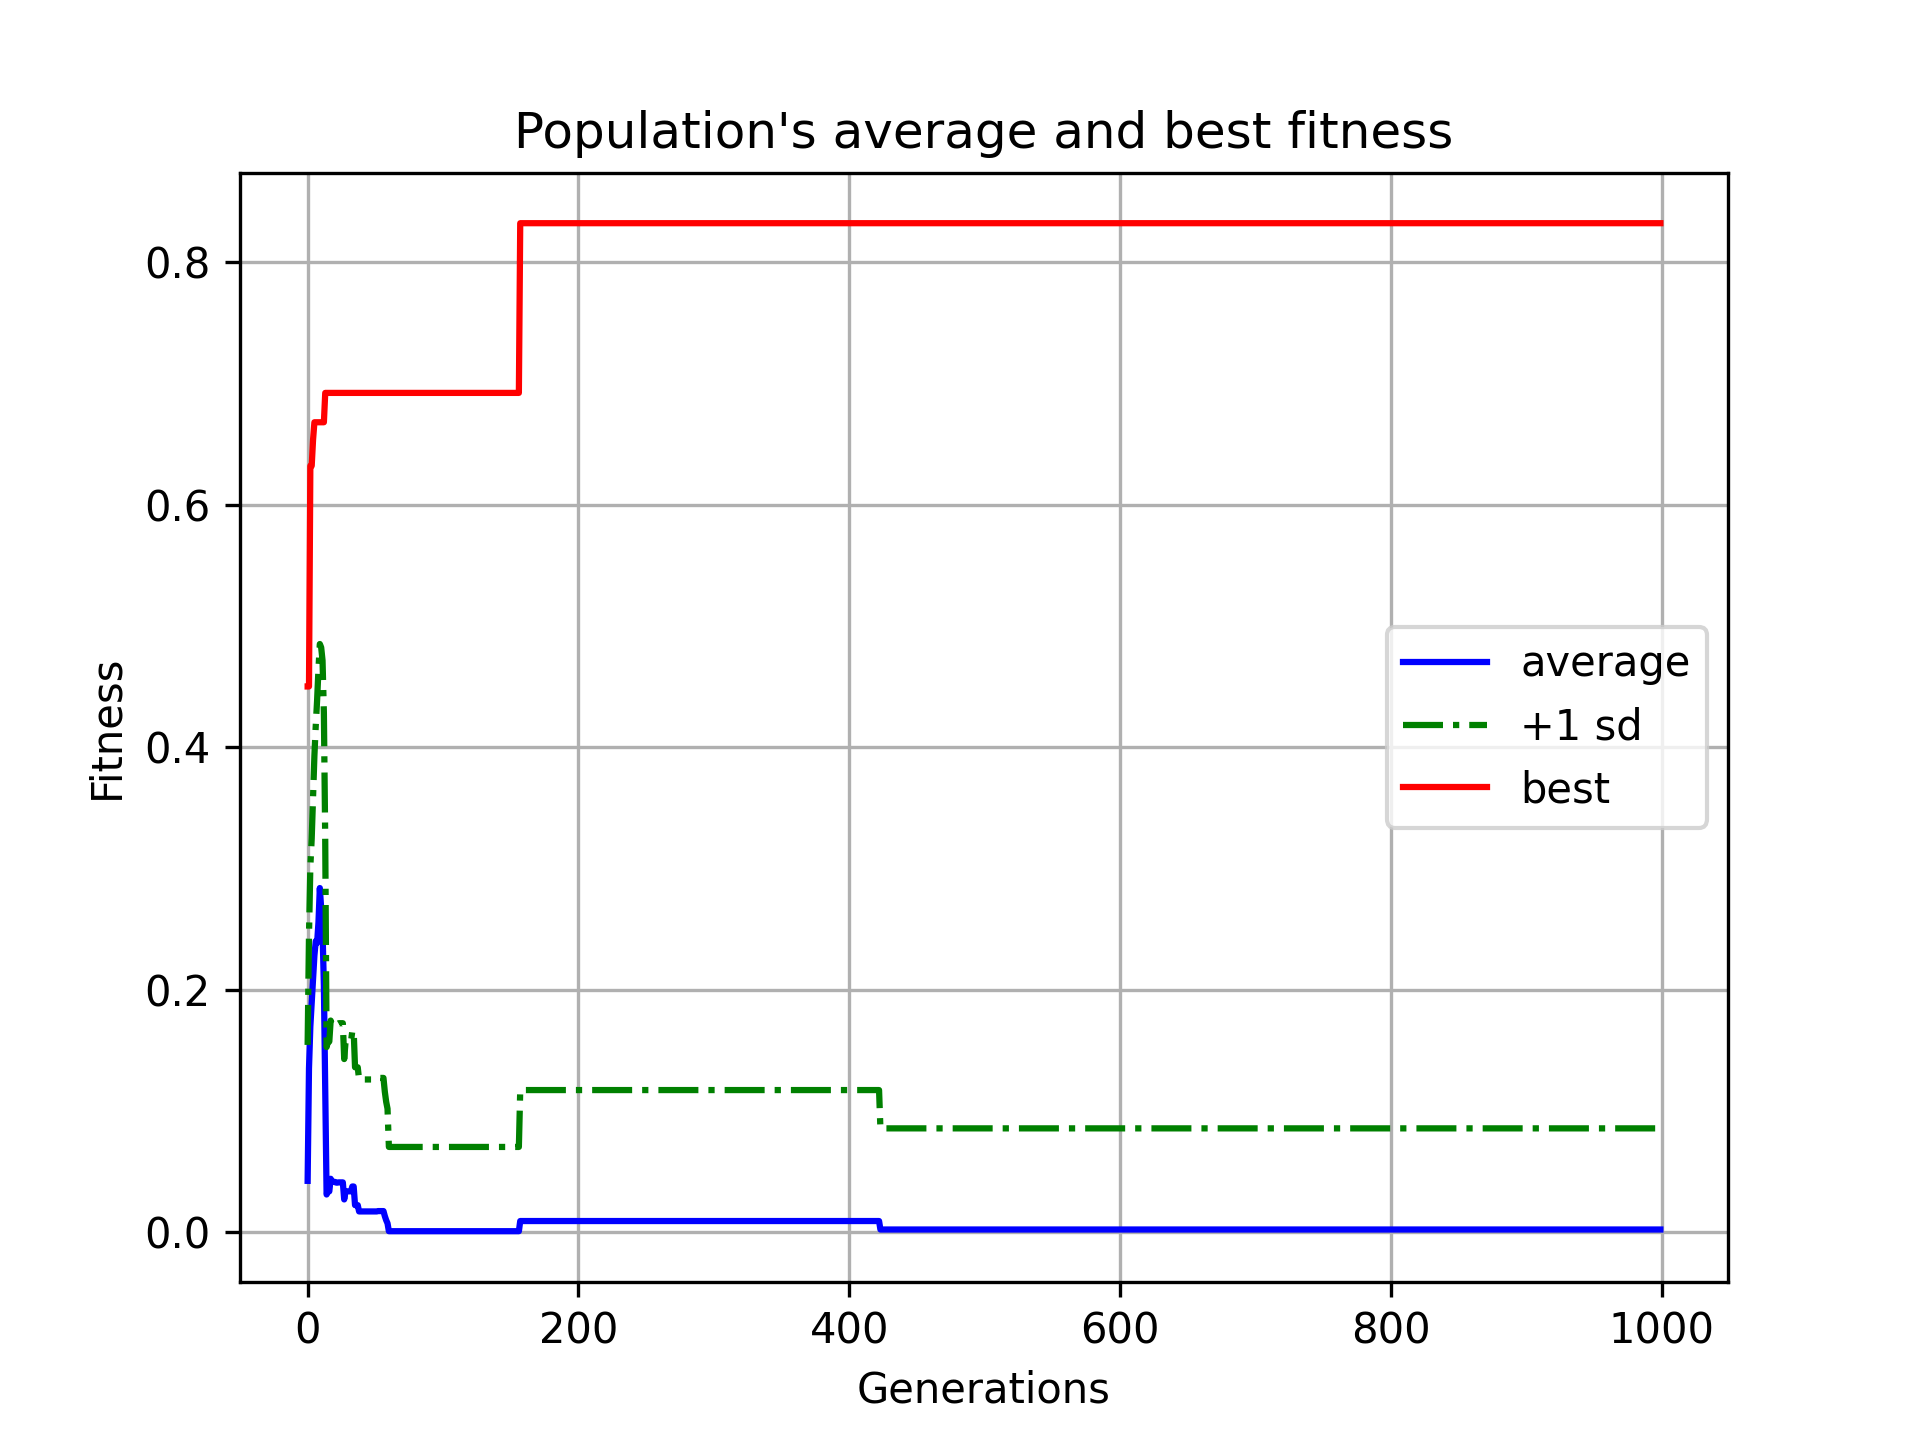 Population's average and best fitness
0.8
0.6
0.4
0.2
0.0
Fitness
average
+1 sd
best
0 200 400 600 800 1000
Generations